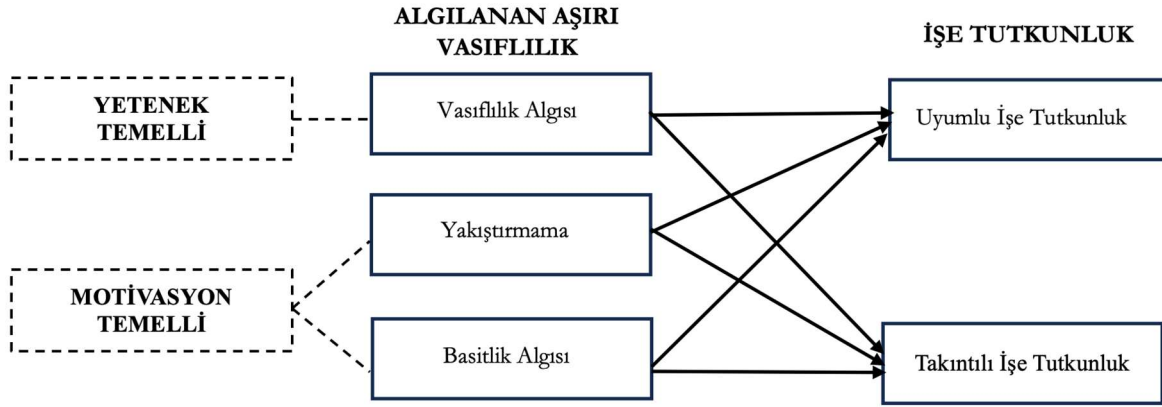 ALGILANAN AŞIRI
VASIFLILIK
İŞE TUTKUNLUK
YETENEK
TEMELLİ
Vasıflılık Algısı
Uyumlu İşe Tutkunluk
Yakıştırmama
MOTİVASYON
TEMELLİ
Basitlik Algısı
Takıntılı İşe Tutkunluk